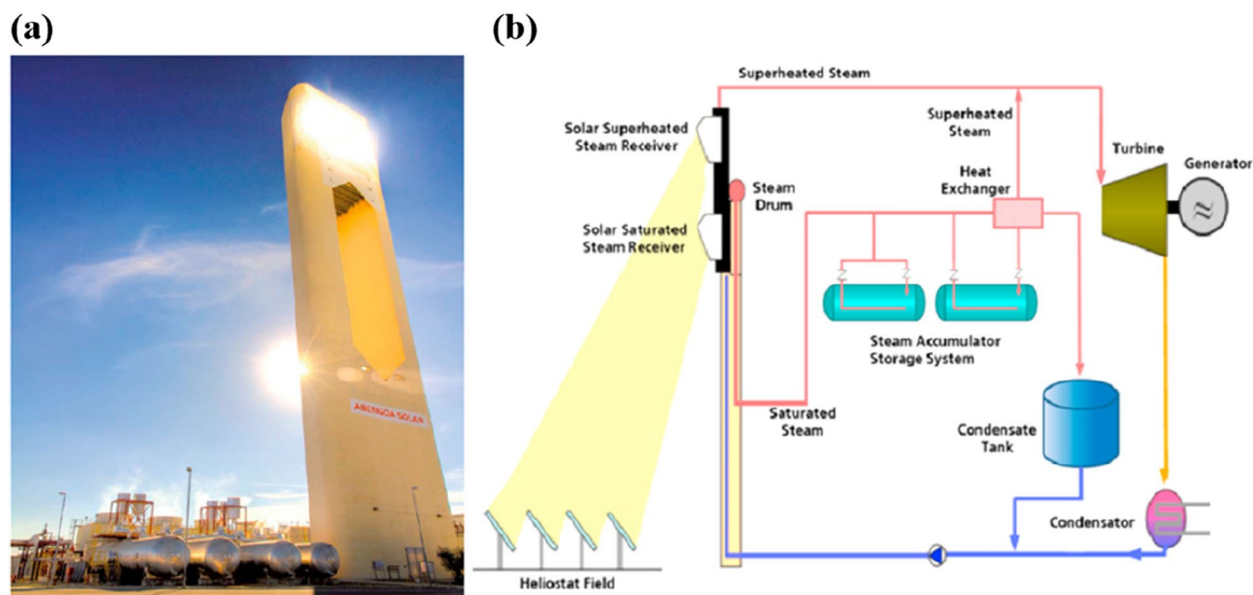 (a)
(b)
ABENGOA SOLAR
Superheated Steam
Solar Superheated
Steam Receiver
Superheated
Steam
Turbine
Generator
Heat
Exchanger
Steam
Drum
Solar Saturated
Steam Receiver
Steam Accumulator
Storage System
Saturated
Steam
Condensate
Tank
Condensator
Heliostat Field